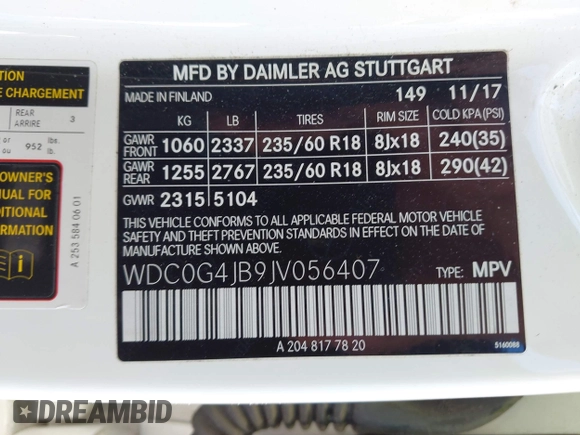 TION
E CHARGEMENT
REAR
ARRIERE
3
lbs.
ou 952 lb.
OWNER'S
NUAL FOR
DITIONAL
ORMATION
A 253 584 06 01
MFD BY DAIMLER AG STUTTGART
MADE IN FINLAND 149 11/17
KG LB TIRES RIM SIZE COLD KPA (PSI)
GAWR FRONT 1060 2337 235/60 R18 8Jx18 240(35)
GAWR REAR 1255 2767 235/60 R18 8Jx18 290(42)
GVWR 2315 5104
THIS VEHICLE CONFORMS TO ALL APPLICABLE FEDERAL MOTOR VEHICLE
SAFETY AND THEFT PREVENTION STANDARDS IN EFFECT ON THE DATE OF
MANUFACTURE SHOWN ABOVE.
WDC0G4JB9JV056407 TYPE: MPV
A 204 817 78 20
5160088
DREAMBID